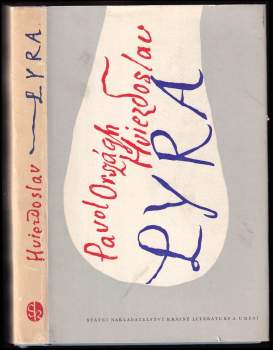 Hviezdoslav — LYRA
Pavol Országh
Hviezdoslav
LYRA
STÁTNÍ NAKLADATELSTVÍ KRÁSNÉ LITERATURY A UMĚNÍ